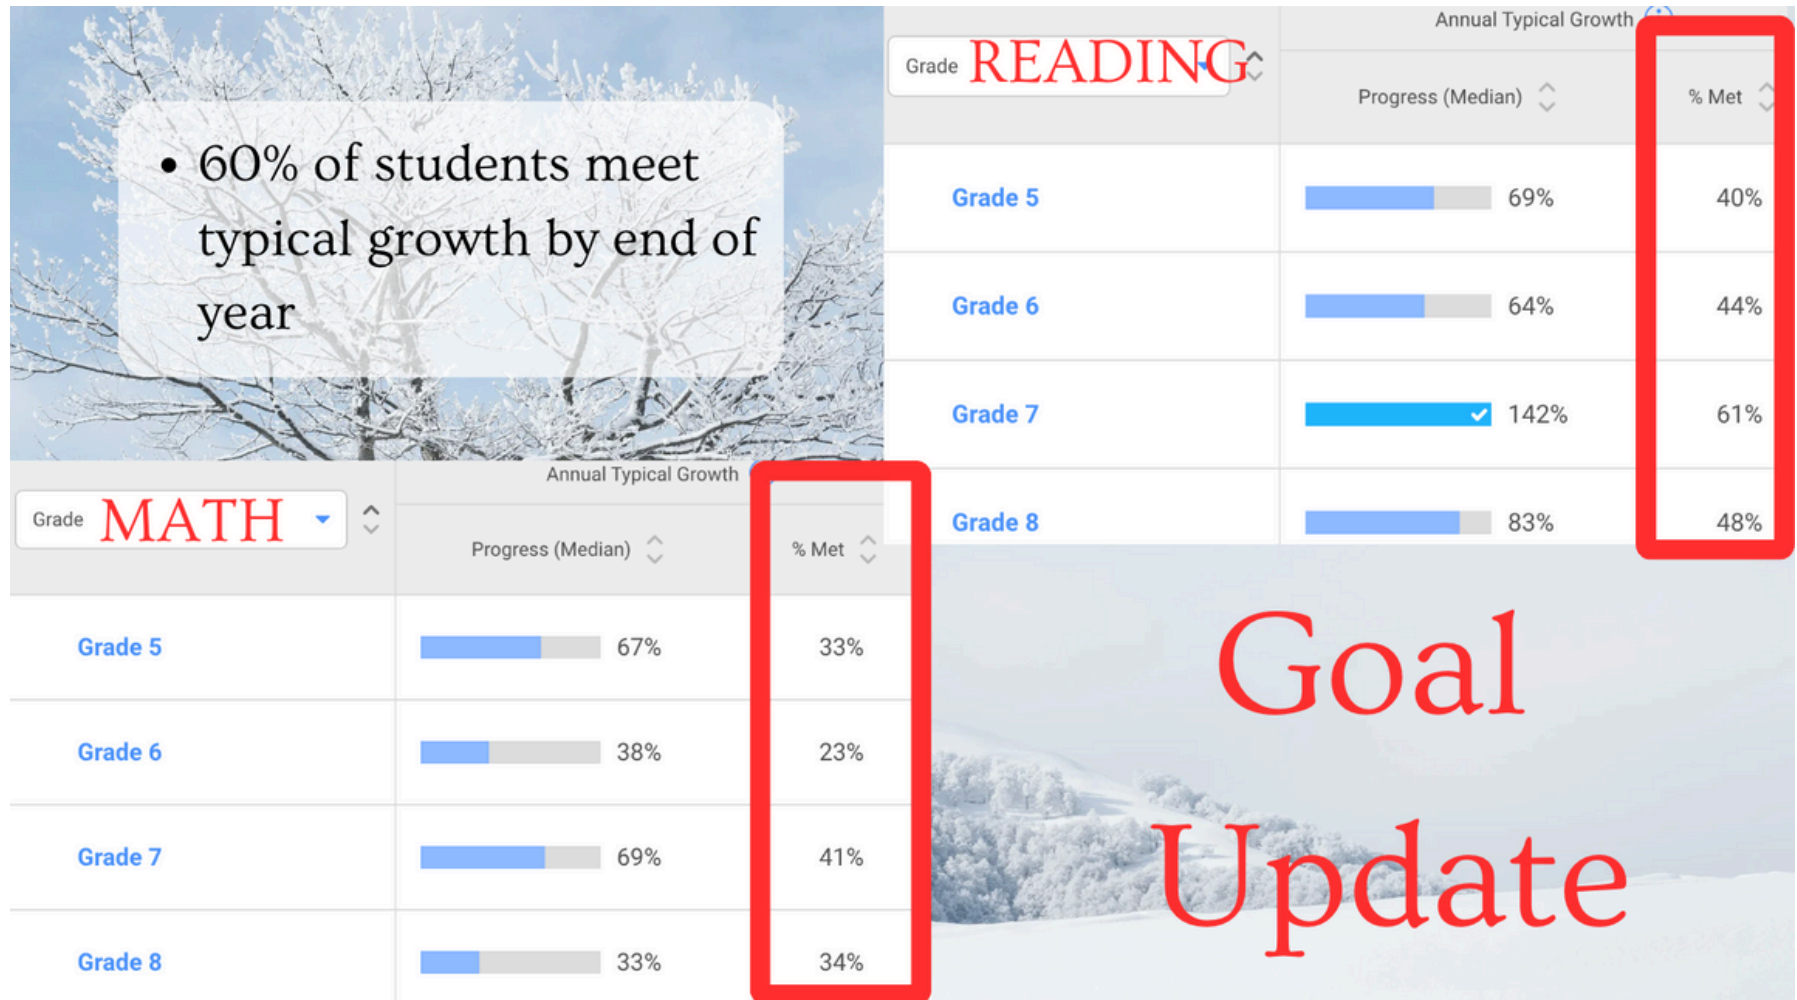 • 60% of students meet
typical growth by end of
year
Annual Typical Growth
Grade READING
Progress (Median) % Met
Grade 5 69% 40%
Grade 6 64% 44%
Grade 7 142% 61%
Grade 8 83% 48%
Annual Typical Growth
Grade MATH
Progress (Median) % Met
Grade 5 67% 33%
Grade 6 38% 23%
Grade 7 69% 41%
Grade 8 33% 34%
Goal
Update